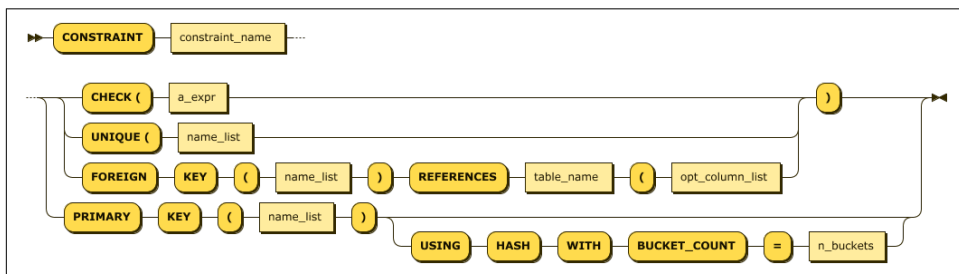 CONSTRAINT constraint_name
CHECK ( a_expr )
UNIQUE ( name_list
FOREIGN KEY ( name_list ) REFERENCES table_name ( opt_column_list
PRIMARY KEY ( name_list )
USING HASH WITH BUCKET_COUNT = n_buckets